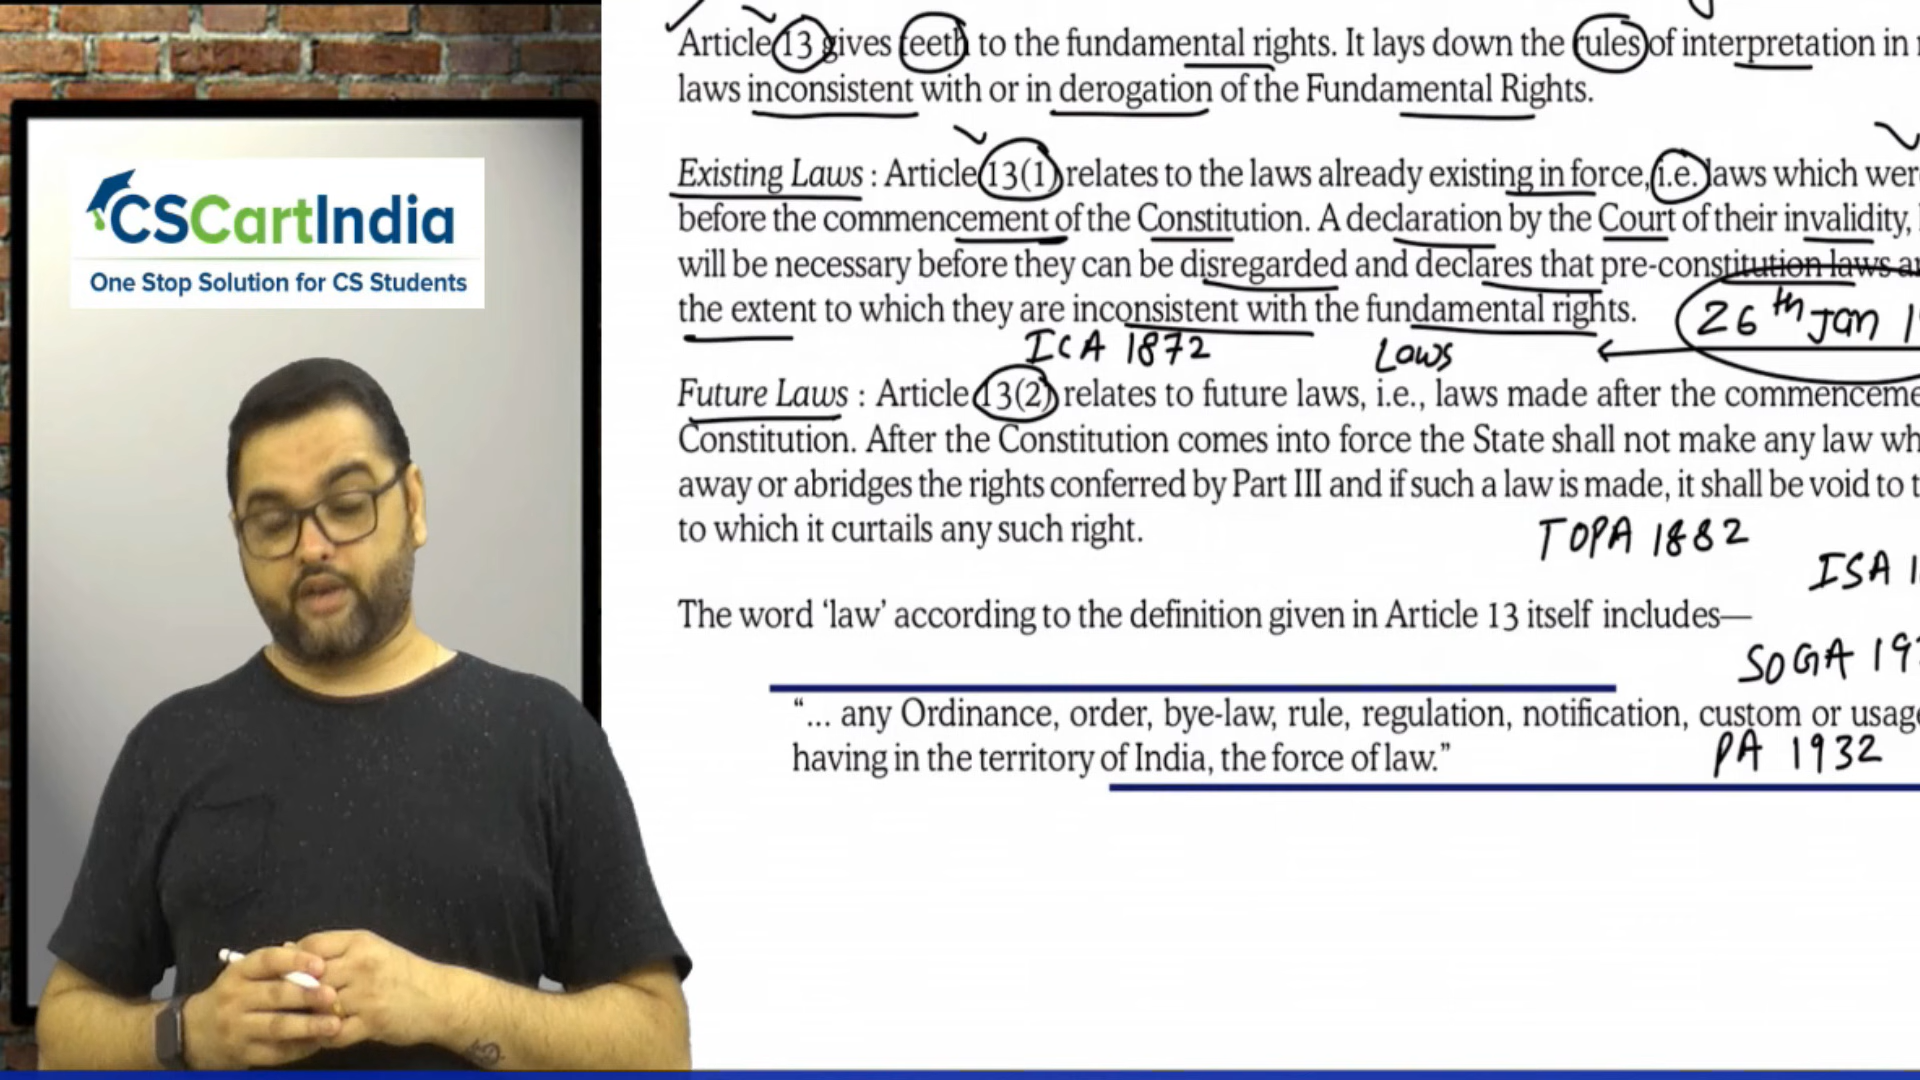 CSCartIndia
One Stop Solution for CS Students
Article 13 gives teeth to the fundamental rights. It lays down the rules of interpretation in
laws inconsistent with or in derogation of the Fundamental Rights.
Existing Laws : Article 13(1) relates to the laws already existing in force, i.e. laws which were
before the commencement of the Constitution. A declaration by the Court of their invalidity,
will be necessary before they can be disregarded and declares that pre-constitution laws
the extent to which they are inconsistent with the fundamental rights.
26th Jan
ICA 1872
Laws
Future Laws : Article 13(2) relates to future laws, i.e., laws made after the
Constitution. After the Constitution comes into force the State shall not make any law
away or abridges the rights conferred by Part III and if such a law is made, it shall be void to
to which it curtails any such right.
TOPA 1882
ISA
The word ‘law’ according to the definition given in Article 13 itself includes—
SOGA
“... any Ordinance, order, bye-law, rule, regulation, notification, custom or usage
having in the territory of India, the force of law.”
PA 1932